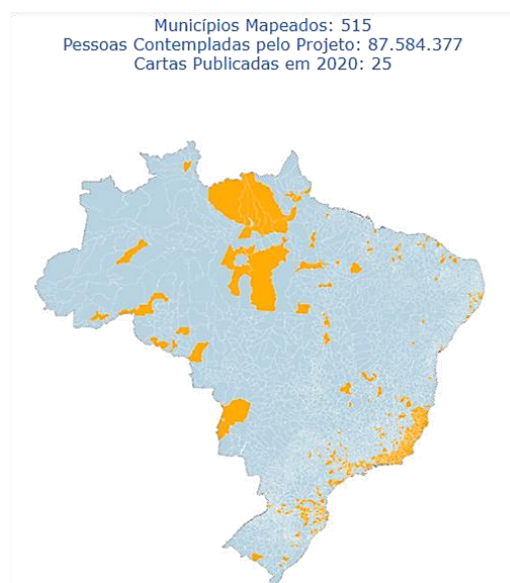 Municípios Mapeados: 515
Pessoas Contempladas pelo Projeto: 87.584.377
Cartas Publicadas em 2020: 25